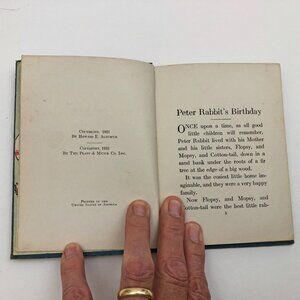 Copyright, 1921
By Howard E. Altemus
Copyright, 1931
By The Platt & Munk Co. Inc.
Printed in the
United States of America
Peter Rabbit's Birthday
ONCE upon a time, as all good
little children will remember,
Peter Rabbit lived with his Mother
and his little sisters, Flopsy, and
Mopsy, and Cotton-tail, down in a
sand bank under the roots of a fir
tree at the edge of a big wood.
It was the cosiest little home im-
aginable, and they were a very happy
family.
Now Flopsy, and Mopsy, and
Cotton-tail were the best little rab-